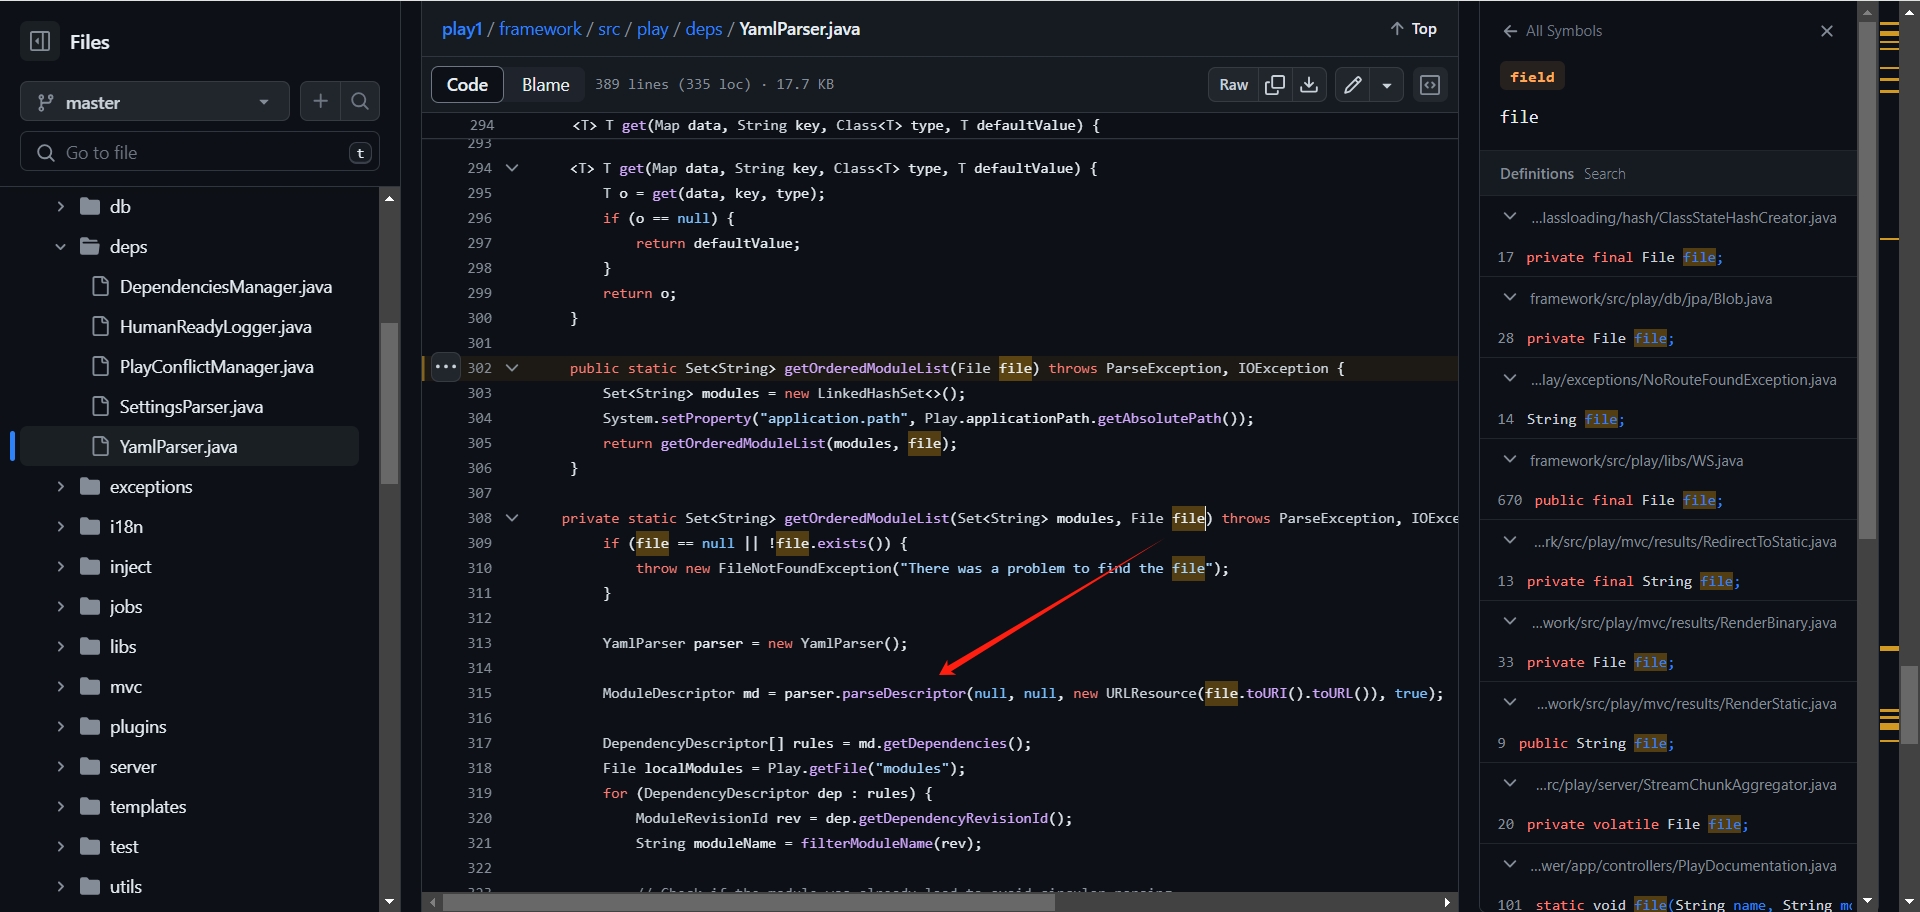 Files
master
Go to file
t
db
deps
DependenciesManager.java
HumanReadyLogger.java
PlayConflictManager.java
SettingsParser.java
YamlParser.java
exceptions
i18n
inject
jobs
libs
mvc
plugins
server
templates
test
utils
play1 / framework / src / play / deps / YamlParser.java
Top
Code Blame 389 lines (335 loc) · 17.7 KB
Raw
294 <T> T get(Map data, String key, Class<T> type, T defaultValue) {
293
294 <T> T get(Map data, String key, Class<T> type, T defaultValue) {
295 T o = get(data, key, type);
296 if (o == null) {
297 return defaultValue;
298 }
299 return o;
300 }
301
302 public static Set<String> getOrderedModuleList(File file) throws ParseException, IOException {
303 Set<String> modules = new LinkedHashSet<>();
304 System.setProperty("application.path", Play.applicationPath.getAbsolutePath());
305 return getOrderedModuleList(modules, file);
306 }
307
308 private static Set<String> getOrderedModuleList(Set<String> modules, File file) throws ParseException, IOExce
309 if (file == null || !file.exists()) {
310 throw new FileNotFoundException("There was a problem to find the file");
311 }
312
313 YamlParser parser = new YamlParser();
314
315 ModuleDescriptor md = parser.parseDescriptor(null, null, new URLResource(file.toURI().toURL()), true);
316
317 DependencyDescriptor[] rules = md.getDependencies();
318 File localModules = Play.getFile("modules");
319 for (DependencyDescriptor dep : rules) {
320 ModuleRevisionId rev = dep.getDependencyRevisionId();
321 String moduleName = filterModuleName(rev);
322
323 // Check if the module was already load to avoid circular parsing
All Symbols
field
file
Definitions Search
...lassloading/hash/ClassStateHashCreator.java
17 private final File file;
framework/src/play/db/jpa/Blob.java
28 private File file;
...lay/exceptions/NoRouteFoundException.java
14 String file;
framework/src/play/libs/WS.java
670 public final File file;
...rk/src/play/mvc/results/RedirectToStatic.java
13 private final String file;
...work/src/play/mvc/results/RenderBinary.java
33 private File file;
...work/src/play/mvc/results/RenderStatic.java
9 public String file;
...rc/play/server/StreamChunkAggregator.java
20 private volatile File file;
...wer/app/controllers/PlayDocumentation.java
101 static void file(String name, String mo